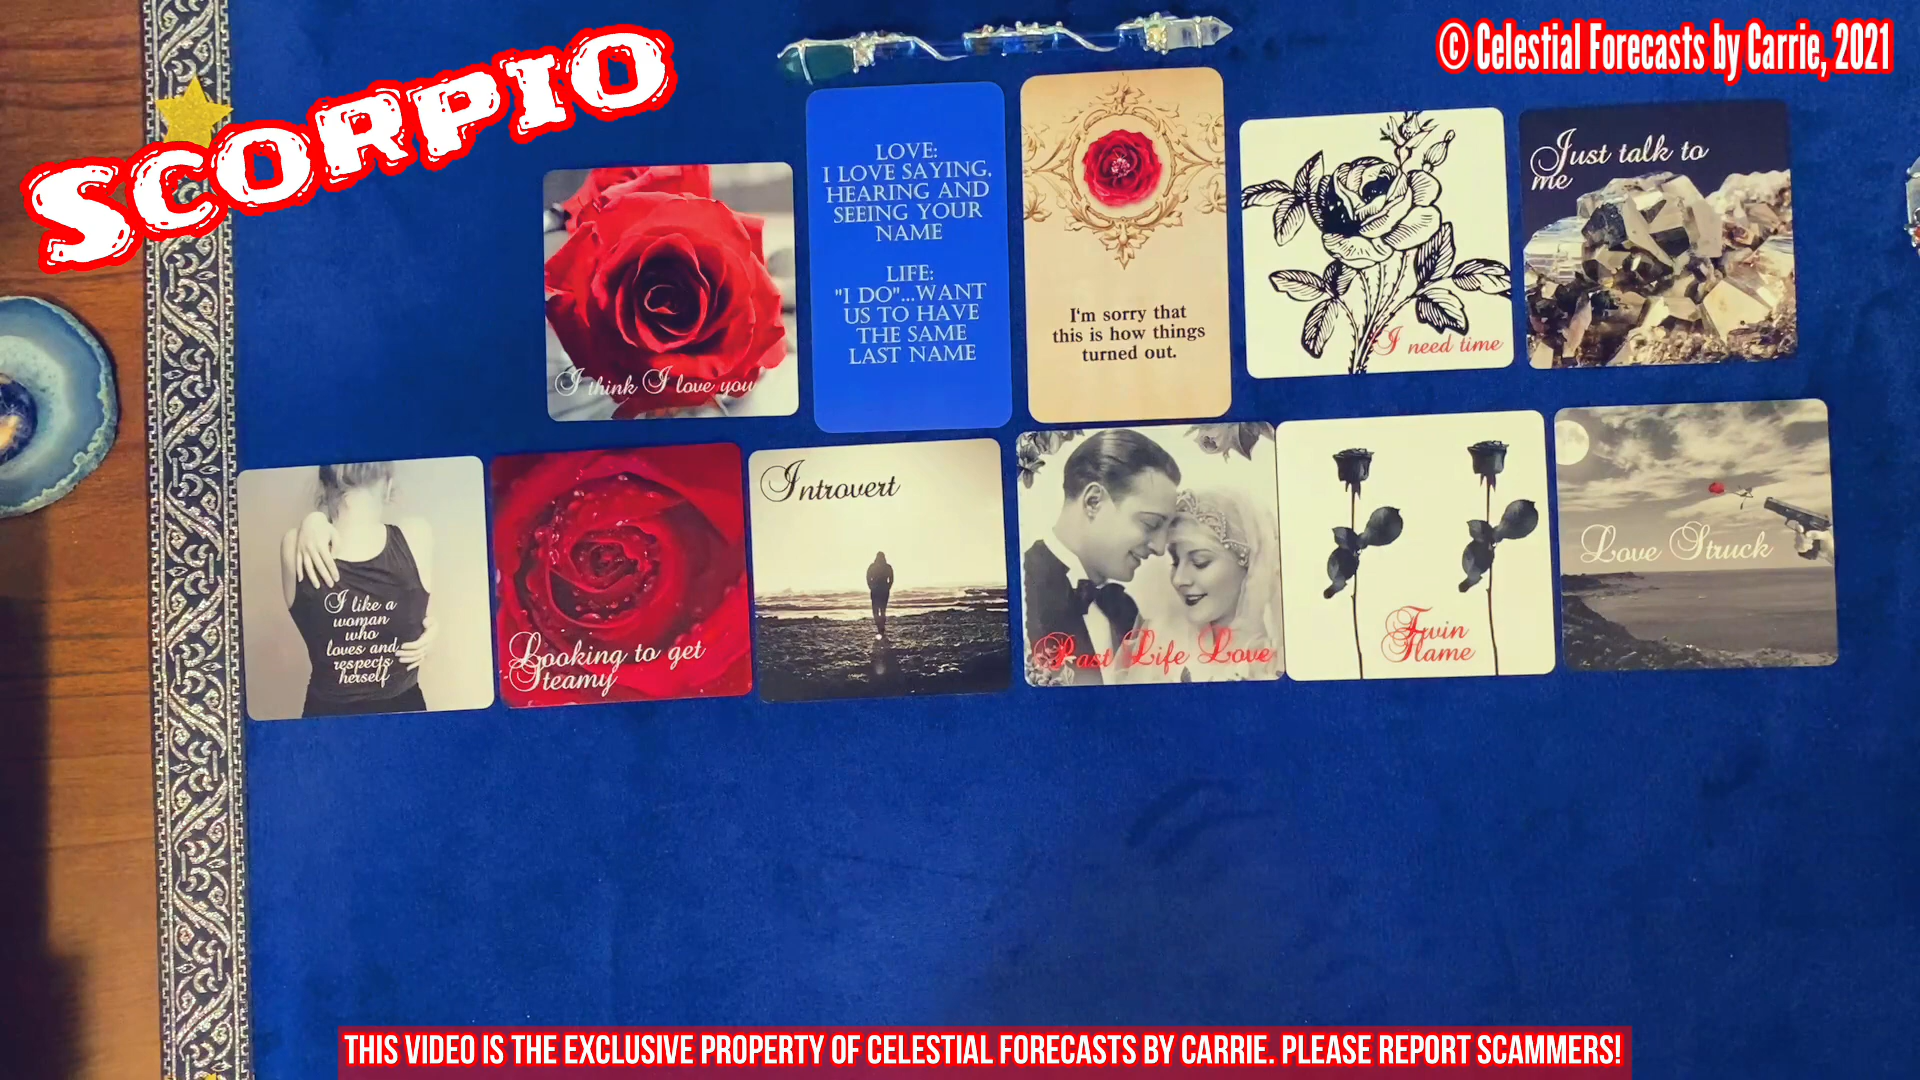 SCORPIO
© Celestial Forecasts by Carrie, 2021
I think I love you
LOVE:
I LOVE SAYING,
HEARING AND
SEEING YOUR
NAME
LIFE:
"I DO"...WANT
US TO HAVE
THE SAME
LAST NAME
I'm sorry that
this is how things
turned out.
I need time
Just talk to
me
I like a
woman
who
loves and
respects
herself
Looking to get
Steamy
Introvert
Past Life Love
Twin
Flame
Love Struck
THIS VIDEO IS THE EXCLUSIVE PROPERTY OF CELESTIAL FORECASTS BY CARRIE. PLEASE REPORT SCAMMERS!